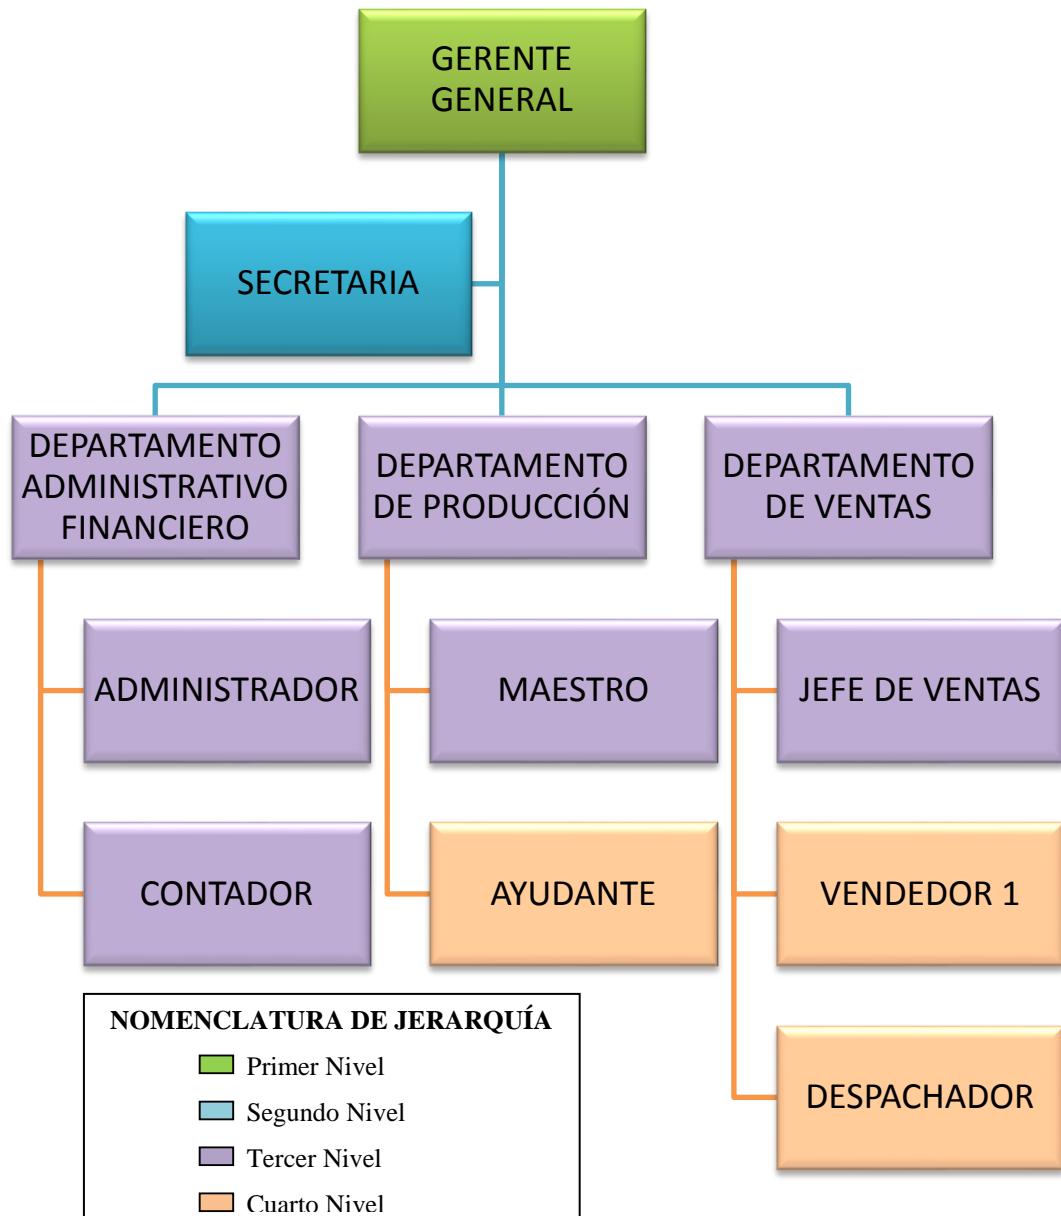 GERENTE
GENERAL
SECRETARIA
DEPARTAMENTO
ADMINISTRATIVO
FINANCIERO
DEPARTAMENTO
DE PRODUCCIÓN
DEPARTAMENTO
DE VENTAS
ADMINISTRADOR
MAESTRO
JEFE DE VENTAS
CONTADOR
AYUDANTE
VENDEDOR 1
DESPACHADOR
NOMENCLATURA DE JERARQUÍA
Primer Nivel
Segundo Nivel
Tercer Nivel
Cuarto Nivel